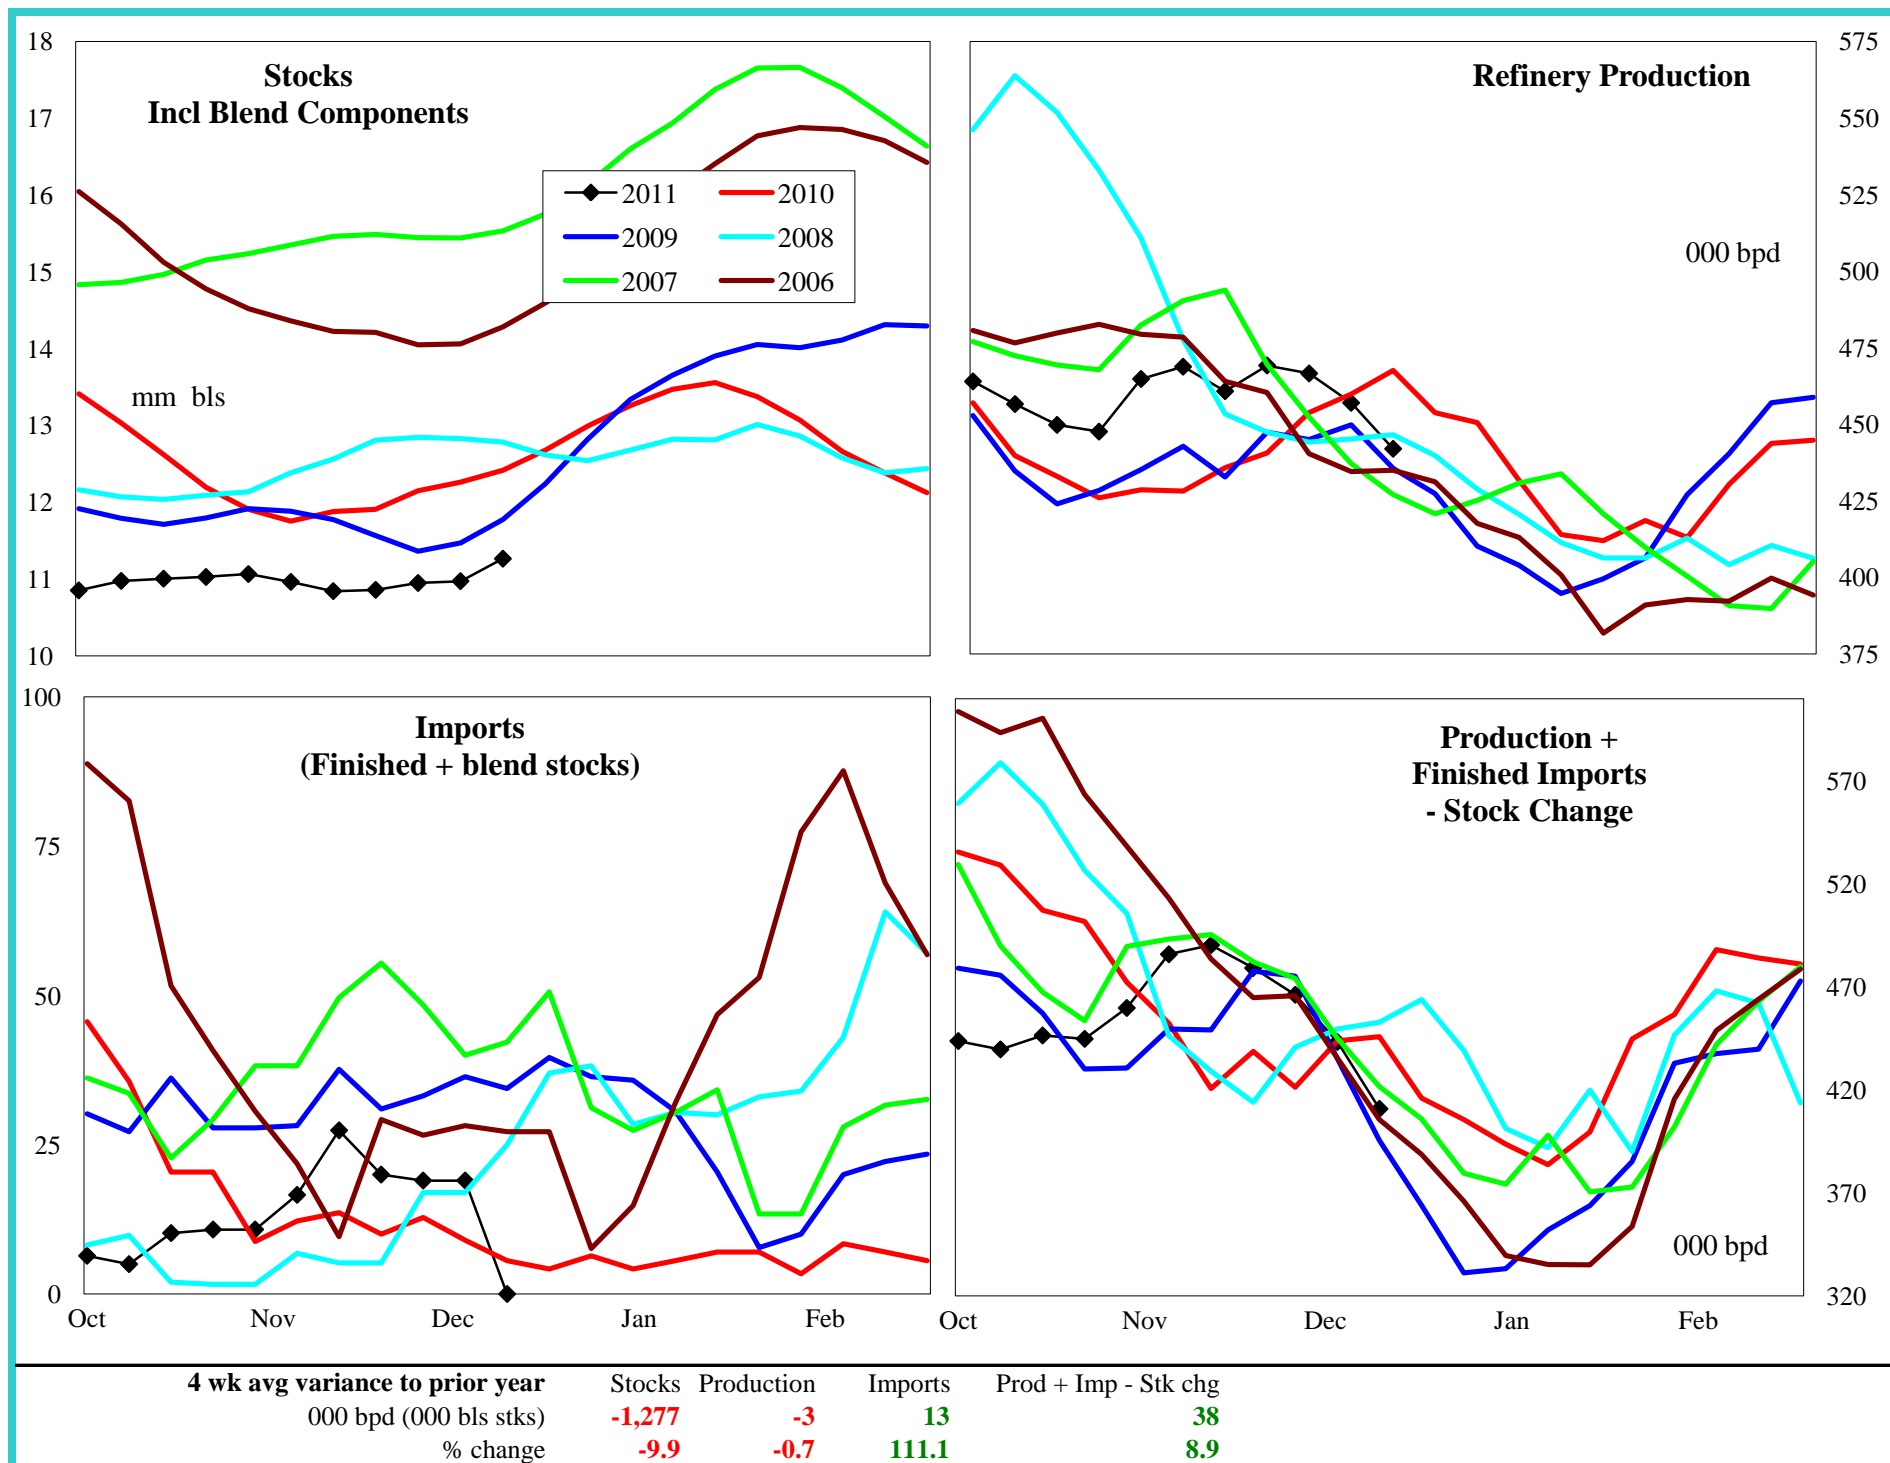 18
17
16
15
14
13
12
11
10
Stocks
Incl Blend Components
mm bls
2011
2010
2009
2008
2007
2006
Refinery Production
000 bpd
575
550
525
500
475
450
425
400
375
100
75
50
25
0
Imports
(Finished + blend stocks)
Oct Nov Dec Jan Feb
Production +
Finished Imports
- Stock Change
000 bpd
570
520
470
420
370
320
Oct Nov Dec Jan Feb
4 wk avg variance to prior year Stocks Production Imports Prod + Imp - Stk chg
000 bpd (000 bls stks) -1,277 -3 13 38
% change -9.9 -0.7 111.1 8.9